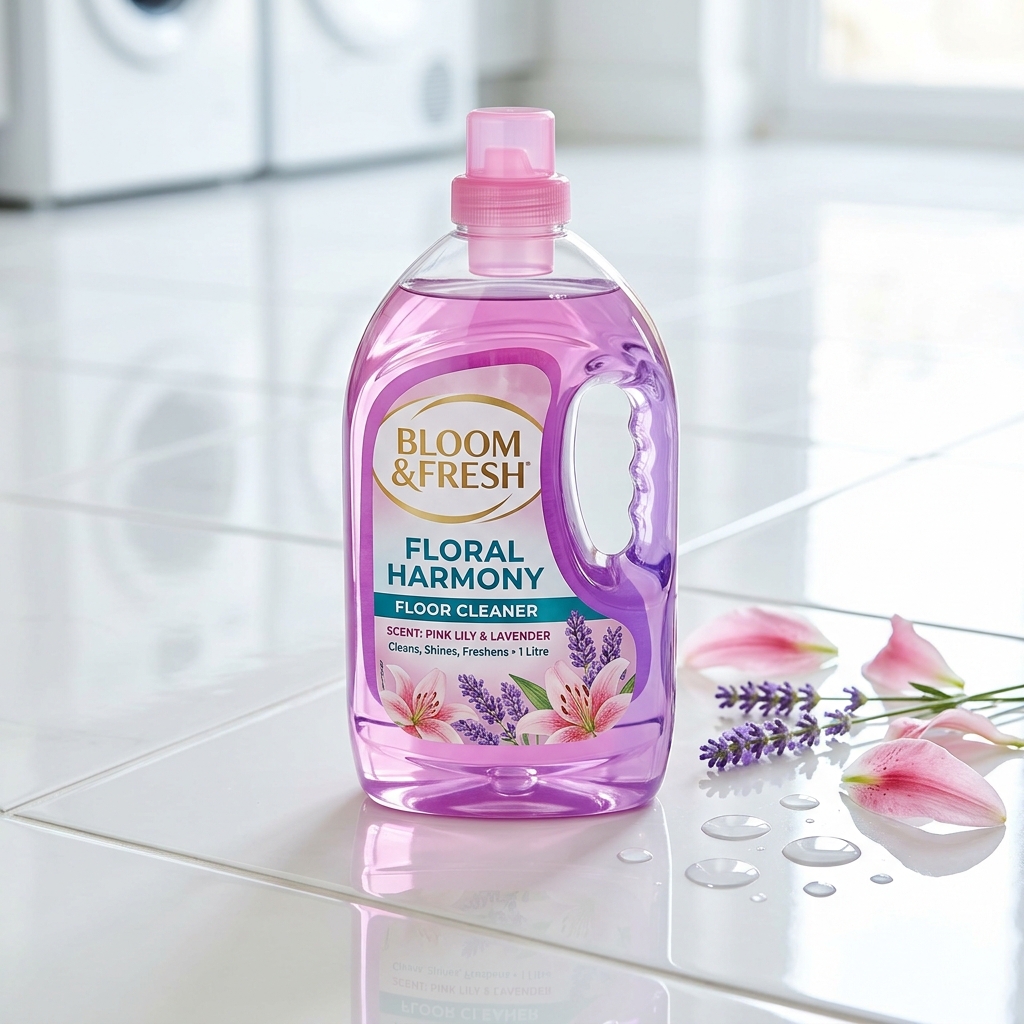 BLOOM
&FRESH
FLORAL
HARMONY
FLOOR CLEANER
SCENT: PINK LILY & LAVENDER
Cleans, Shines, Freshens • 1 Litre